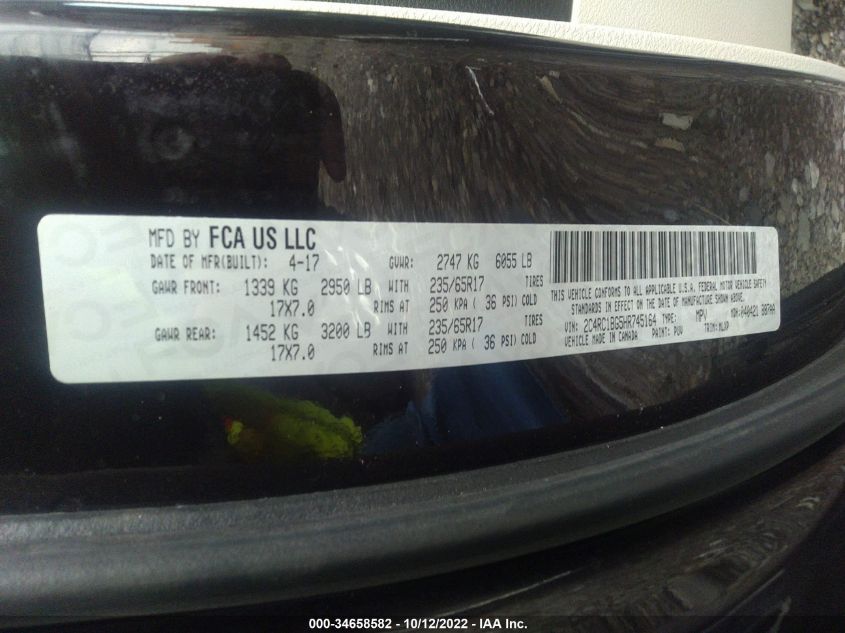 MFD BY FCA US LLC
DATE OF MFR(BUILT): 4-17 GVWR: 2747 KG 6055 LB
GAWR FRONT: 1339 KG 2950 LB WITH 235/65R17 TIRES
17X7.0 RIMS AT 250 KPA ( 36 PSI) COLD
GAWR REAR: 1452 KG 3200 LB WITH 235/65R17 TIRES
17X7.0 RIMS AT 250 KPA ( 36 PSI) COLD
THIS VEHICLE CONFORMS TO ALL APPLICABLE U.S.A. FEDERAL MOTOR VEHICLE SAFETY
STANDARDS IN EFFECT ON THE DATE OF MANUFACTURE SHOWN ABOVE.
VIN: 2C4RC1BG5HR745164 TYPE: MPV MDH:
VEHICLE MADE IN CANADA PAINT: TRIM:
000-34658582 - 10/12/2022 - IAA Inc.